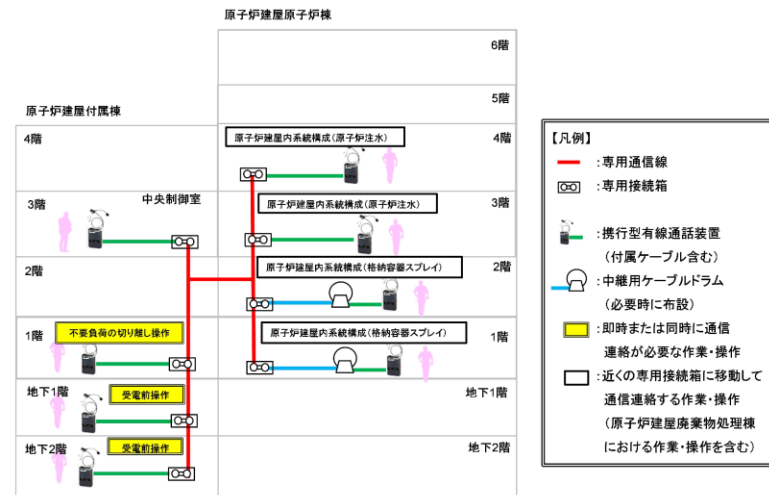 原子炉建屋原子炉棟
6階
5階
原子炉建屋付属棟
4階
原子炉建屋内系統構成(原子炉注水)
4階
3階
中央制御室
原子炉建屋内系統構成(原子炉注水)
3階
2階
原子炉建屋内系統構成(格納容器スプレイ)
2階
1階
不要負荷の切り離し操作
原子炉建屋内系統構成(格納容器スプレイ)
1階
地下1階
受電前操作
地下1階
地下2階
受電前操作
地下2階
【凡例】
:専用通信線
:専用接続箱
:携行型有線通話装置
(付属ケーブル含む)
:中継用ケーブルドラム
(必要時に布設)
:即時または同時に通信
連絡が必要な作業・操作
:近くの専用接続箱に移動して
通信連絡する作業・操作
(原子炉建屋廃棄物処理棟
における作業・操作を含む)